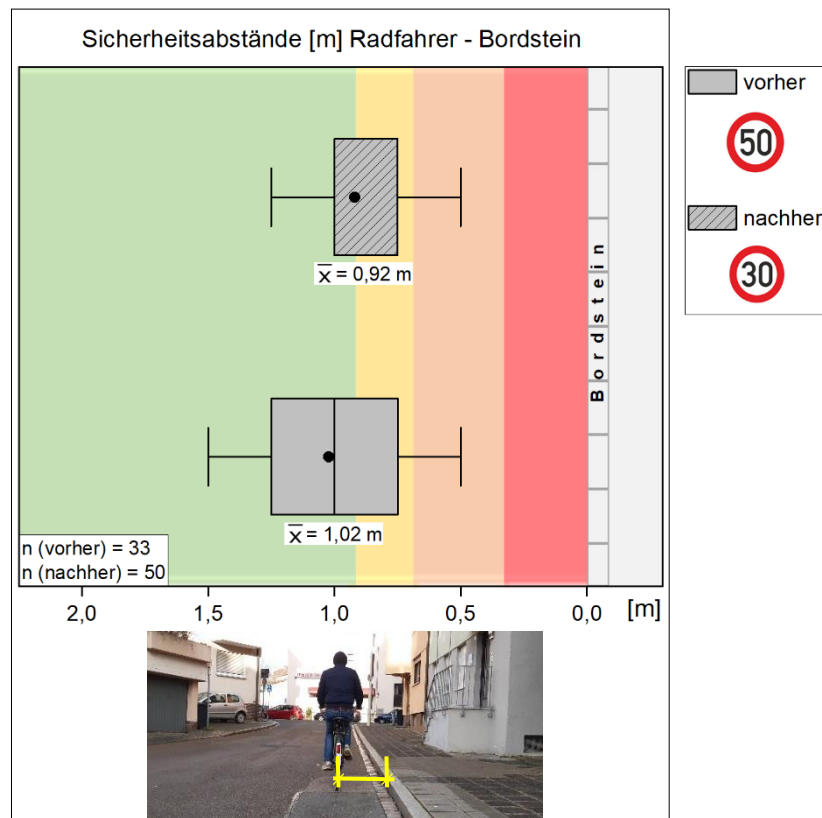 Sicherheitsabstände [m] Radfahrer - Bordstein
vorher
50
nachher
30
x̅ = 0,92 m
Bordstein
x̅ = 1,02 m
n (vorher) = 33
n (nachher) = 50
2,0 1,5 1,0 0,5 0,0 [m]